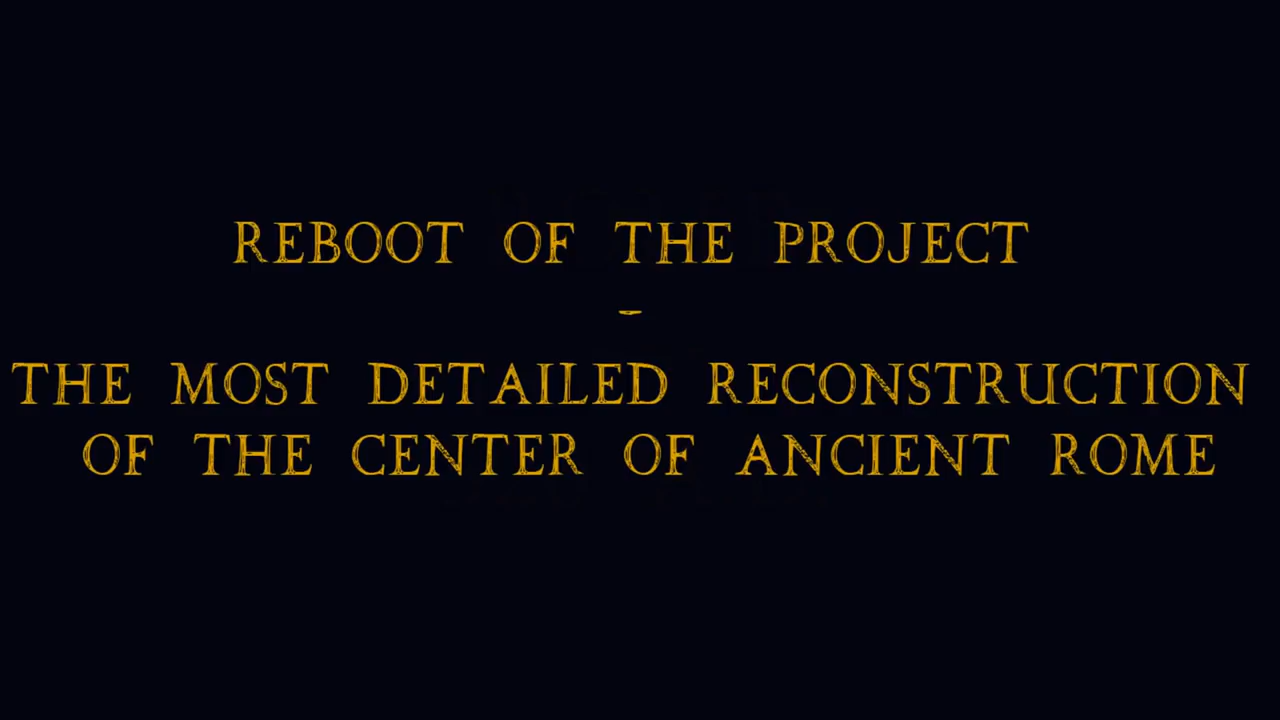 REBOOT OF THE PROJECT
-
THE MOST DETAILED RECONSTRUCTION
OF THE CENTER OF ANCIENT ROME